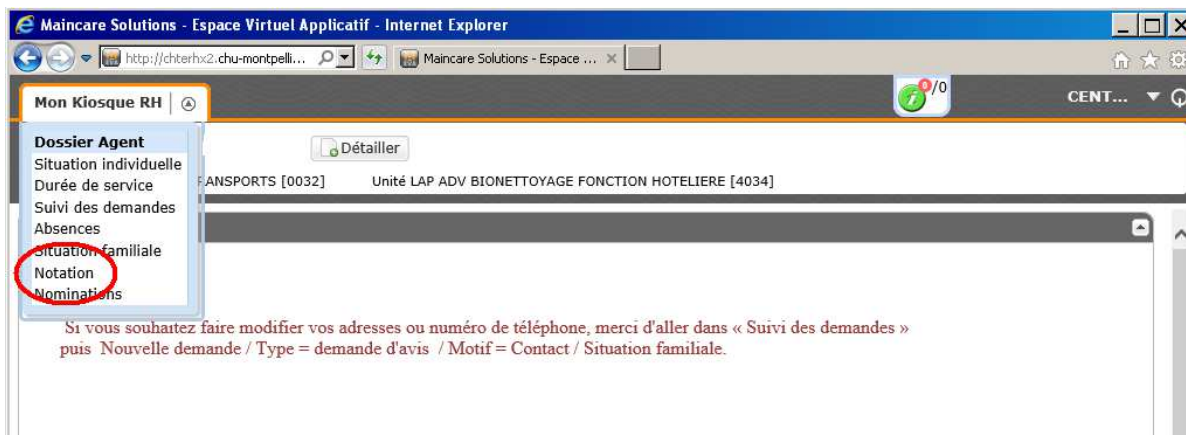 Maincare Solutions - Espace Virtuel Applicatif - Internet Explorer
http://chterhx2.chu-montpelli... Maincare Solutions - Espace ...
Mon Kiosque RH 0/0 CENT...
Dossier Agent
Situation individuelle
Durée de service
Suivi des demandes
Absences
Situation familiale
Notation
Nominations
Détailler
RANSPORTS [0032] Unité LAP ADV BIONETTOYAGE FONCTION HOTELIERE [4034]
Si vous souhaitez faire modifier vos adresses ou numéro de téléphone, merci d'aller dans « Suivi des demandes »
puis Nouvelle demande / Type = demande d'avis / Motif = Contact / Situation familiale.